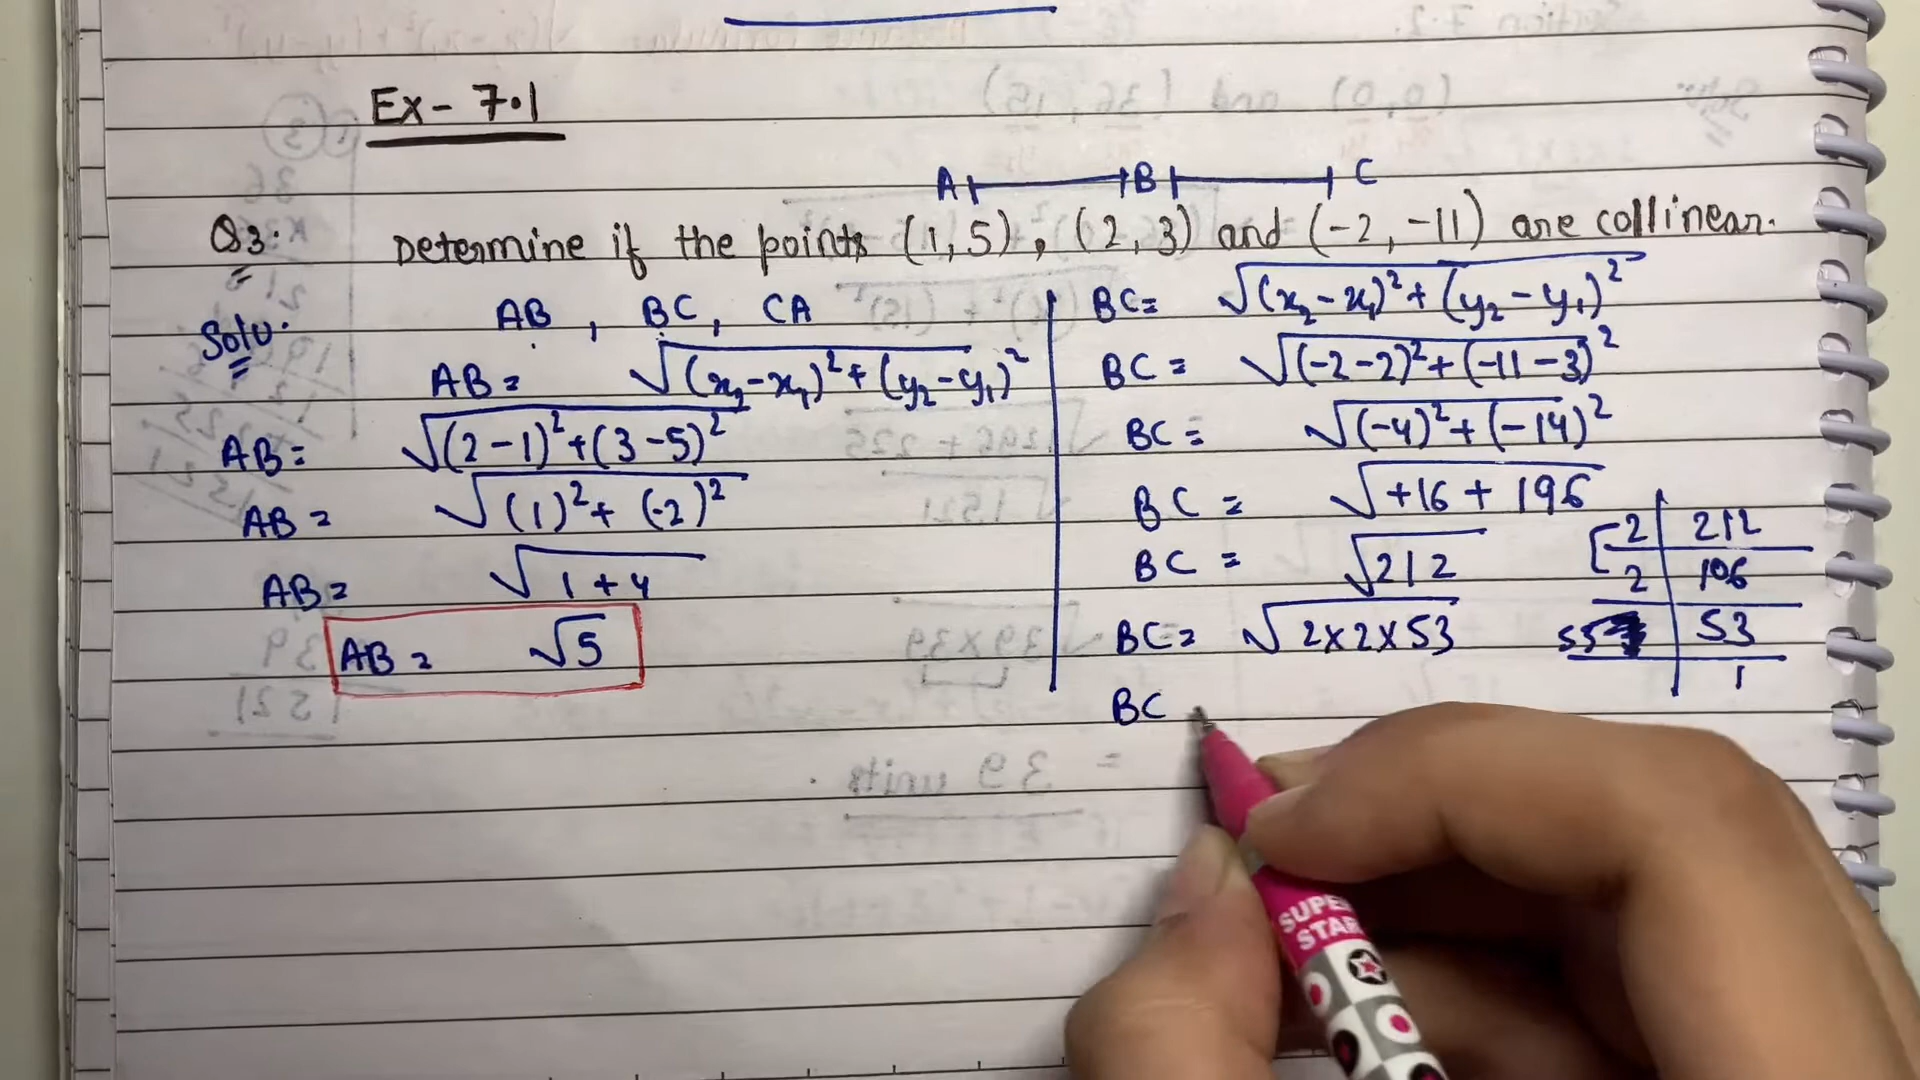 Ex- 7.1
A B C
Q3. Determine if the points (1,5), (2,3) and (-2,-11) are collinear.
Solu.
AB , BC, CA
AB = √(x₂-x₁)²+(y₂-y₁)²
AB = √(2-1)²+(3-5)²
AB = √(1)²+(-2)²
AB = √1+4
AB = √5
BC = √(x₂-x₁)²+(y₂-y₁)²
BC = √(-2-2)²+(-11-3)²
BC = √(-4)²+(-14)²
BC = √+16+196
BC = √212
BC = √2×2×53
BC
2 | 212
2 | 106
53
1
SUPER
STAR